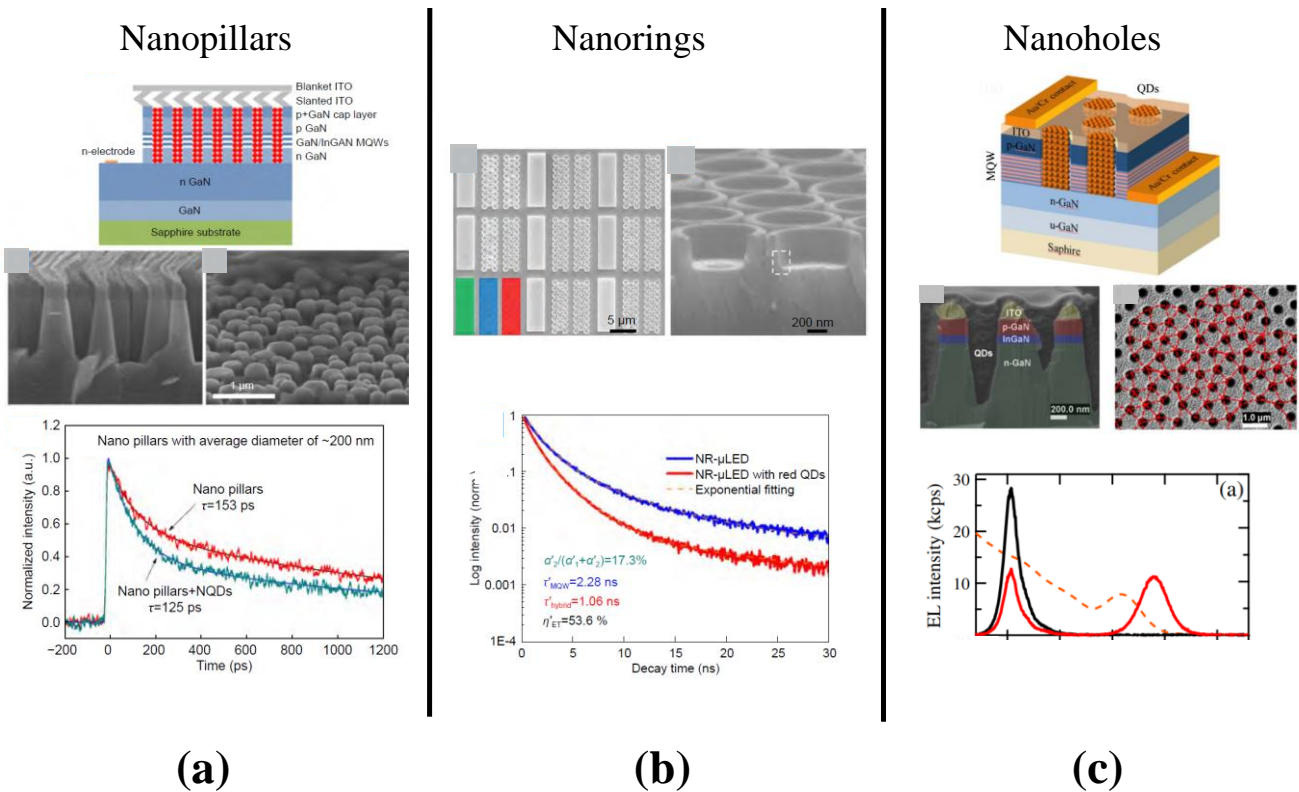 Nanopillars
Blanket ITO
Slanted ITO
p+GaN cap layer
p GaN
GaN/InGAN MQWs
n GaN
n-electrode
n GaN
GaN
Sapphire substrate
1 µm
Nano pillars with average diameter of ~200 nm
Nano pillars
τ=153 ps
Nano pillars+NQDs
τ=125 ps
Normalized intensity (a.u.)
1.2
1.0
0.8
0.6
0.4
0.2
0.0
−200 0 200 400 600 800 1000 1200
Time (ps)
(a)
Nanorings
5 µm
200 nm
NR-µLED
NR-µLED with red QDs
Exponential fitting
α′₂/(α′₁+α′₂)=17.3%
τ′MQW=2.28 ns
τ′hybrid=1.06 ns
η′ET=53.6 %
Log intensity (norm
1
.1
0.01
0.001
1E-4
0 5 10 15 20 25 30
Decay time (ns)
(b)
Nanoholes
Au/Cr contact
QDs
ITO
p-GaN
MQW
Au/Cr contact
n-GaN
u-GaN
Saphire
ITO
p-GaN
InGaN
QDs
n-GaN
200.0 nm
1.0 µm
(a)
EL intensity (kcps)
30
20
10
0
(c)